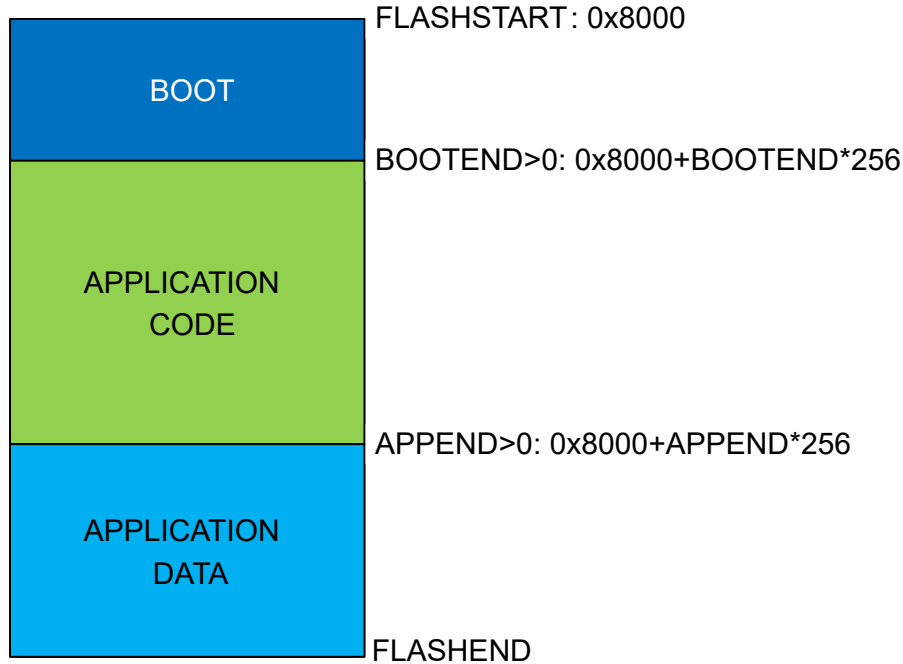 FLASHSTART: 0x8000
BOOT
BOOTEND>0: 0x8000+BOOTEND*256
APPLICATION
CODE
APPEND>0: 0x8000+APPEND*256
APPLICATION
DATA
FLASHEND